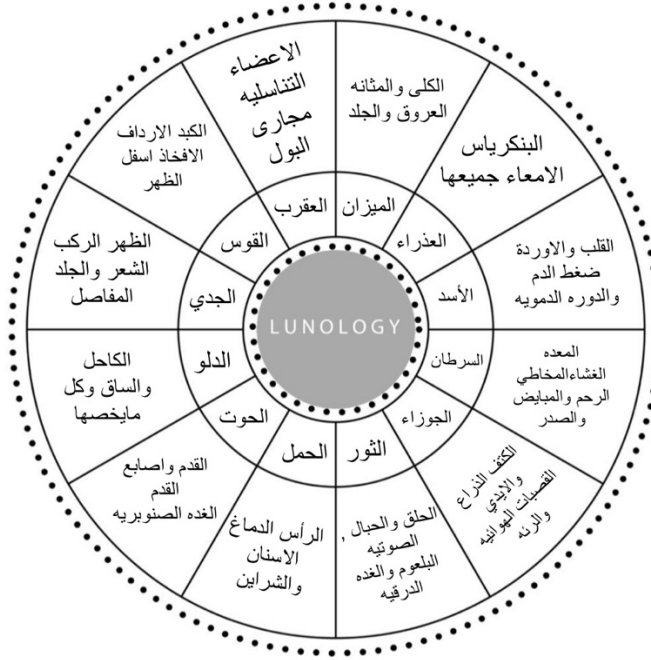 الاعضاء
التناسليه
مجارى
البول
الكلى والمثانه
العروق والجلد
البنكرياس
الامعاء جميعها
القلب والاوردة
ضغط الدم
والدوره الدمويه
المعده
الغشاءالمخاطي
الرحم والمبايض
والصدر
الكتف الذراع
والايدي
القصبات الهوائيه
والرئه
الحلق والحبال ,
الصوتيه
البلعوم والغده
الدرقيه
الرأس الدماغ
الاسنان
والشراين
القدم واصابع
القدم
الغده الصنوبريه
الكاحل
والساق وكل
مايخصها
الظهر الركب
الشعر والجلد
المفاصل
الكبد الارداف
الافخاذ اسفل
الظهر
العقرب
الميزان
العذراء
الأسد
السرطان
الجوزاء
الثور
الحمل
الحوت
الدلو
الجدي
القوس
LUNOLOGY